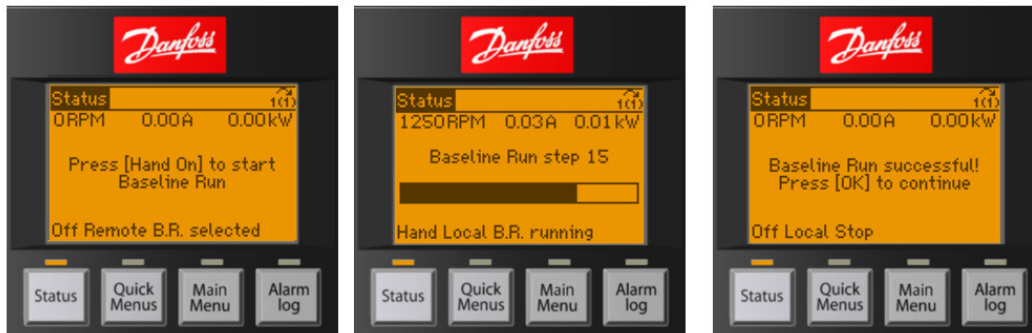 Danfoss
Status 1(1)
0RPM 0.00A 0.00kW
Press [Hand On] to start
Baseline Run
Off Remote B.R. selected
Status
Quick
Menus
Main
Menu
Alarm
log
Danfoss
Status 1(1)
1250RPM 0.03A 0.01kW
Baseline Run step 15
Hand Local B.R. running
Status
Quick
Menus
Main
Menu
Alarm
log
Danfoss
Status 1(1)
0RPM 0.00A 0.00kW
Baseline Run successful!
Press [OK] to continue
Off Local Stop
Status
Quick
Menus
Main
Menu
Alarm
log